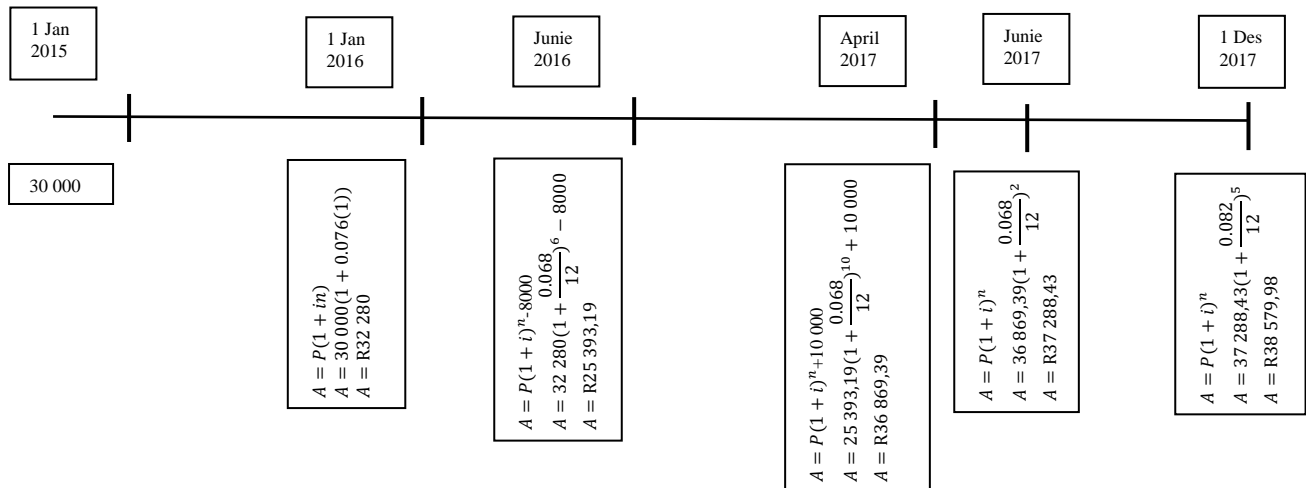 1 Jan
2015
1 Jan
2016
Junie
2016
April
2017
Junie
2017
1 Des
2017
30 000
A = P(1 + in)
A = 30 000(1 + 0.076(1))
A = R32 280
A = P(1 + i)^n-8000
A = 32 280(1 + 0.068/12)^6 − 8000
A = R25 393,19
A = P(1 + i)^n+10 000
A = 25 393,19(1 + 0.068/12)^10 + 10 000
A = R36 869,39
A = P(1 + i)^n
A = 36 869,39(1 + 0.068/12)^2
A = R37 288,43
A = P(1 + i)^n
A = 37 288,43(1 + 0.082/12)^5
A = R38 579,98